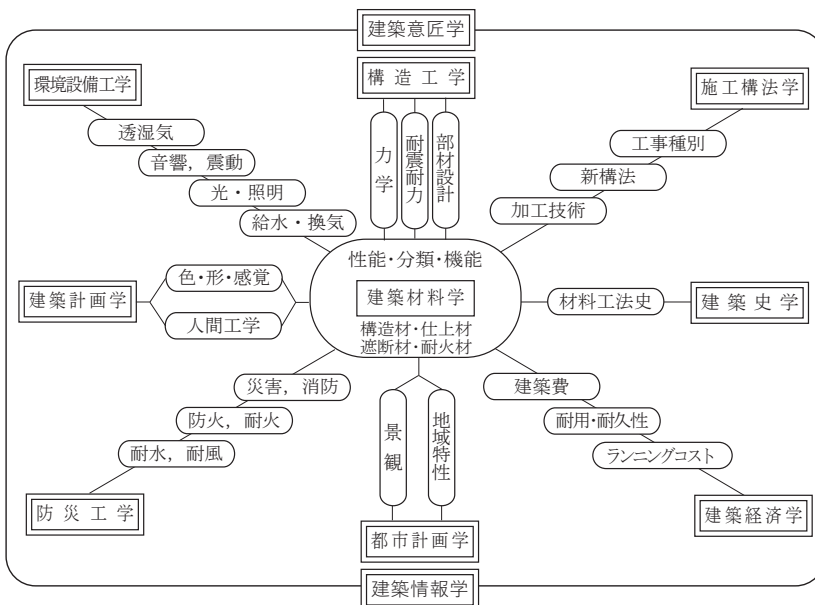 建築意匠学
構造工学
環境設備工学
施工構法学
透湿気
音響，震動
光・照明
給水・換気
力学
耐震耐力
部材設計
工事種別
新構法
加工技術
性能・分類・機能
建築材料学
構造材・仕上材
遮断材・耐火材
建築計画学
色・形・感覚
人間工学
材料工法史
建築史学
災害，消防
防火，耐火
耐水，耐風
防災工学
景観
地域特性
建築費
耐用・耐久性
ランニングコスト
建築経済学
都市計画学
建築情報学